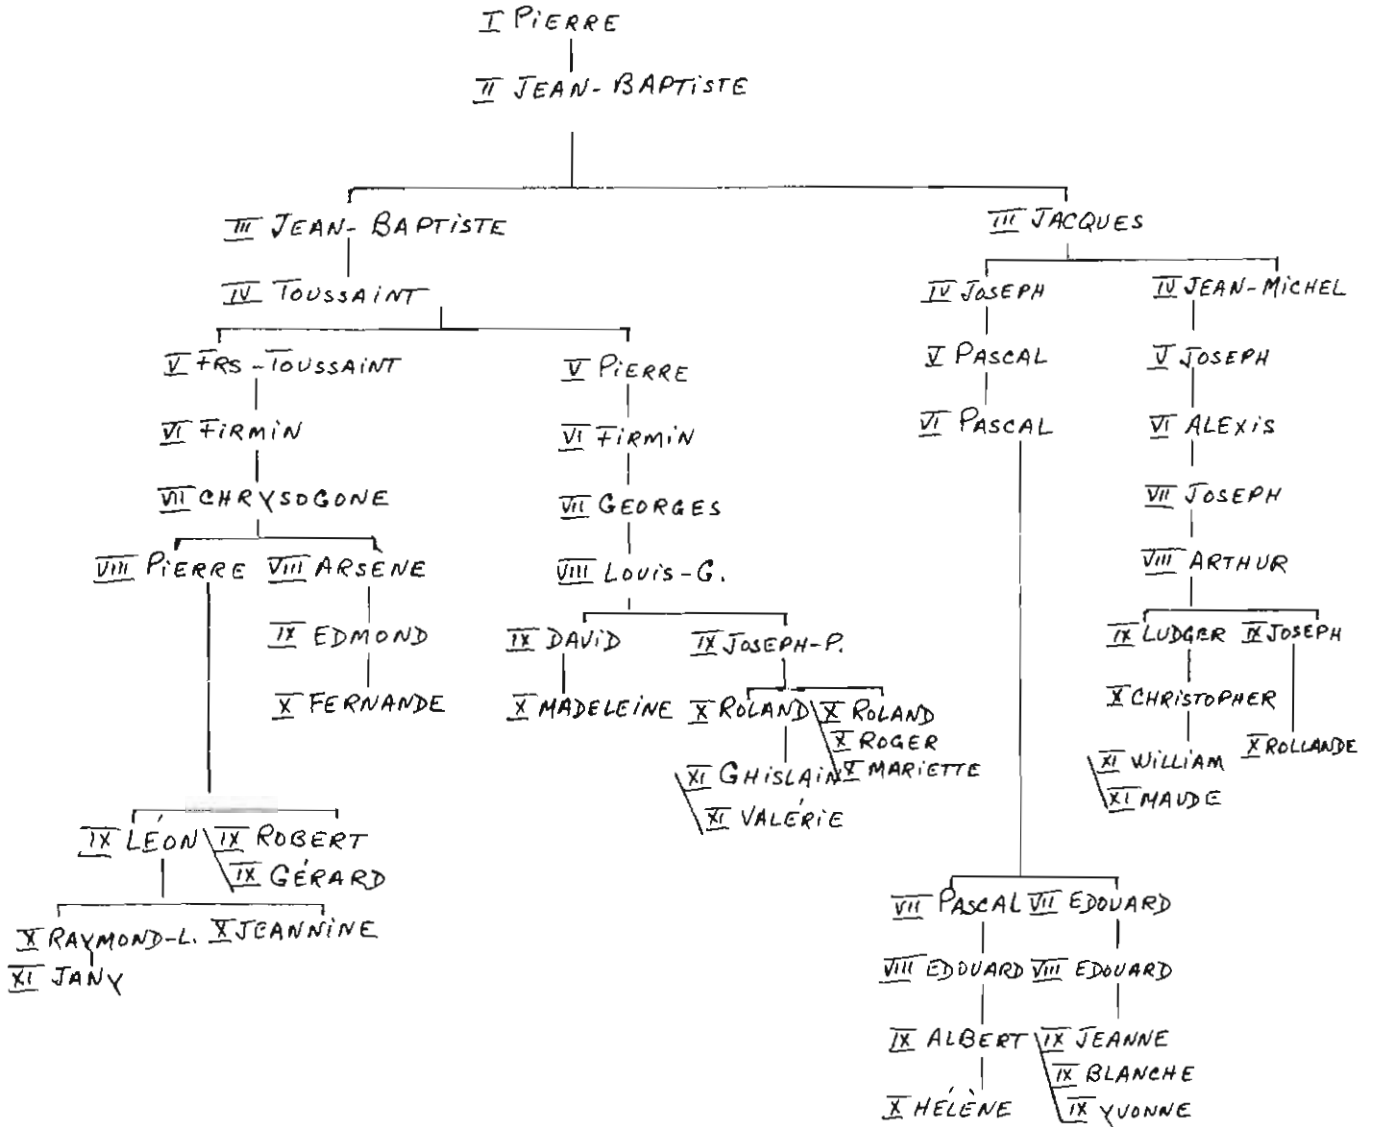 I PIERRE
II JEAN-BAPTISTE
III JEAN-BAPTISTE
III JACQUES
IV TOUSSAINT
IV JOSEPH
IV JEAN-MICHEL
V FRS-TOUSSAINT
V PIERRE
V PASCAL
V JOSEPH
VI FIRMIN
VI FIRMIN
VI PASCAL
VI ALEXIS
VII CHRYSOGONE
VII GEORGES
VII JOSEPH
VIII PIERRE
VIII ARSENE
VIII LOUIS-G.
VIII ARTHUR
IX EDMOND
IX DAVID
IX JOSEPH-P.
IX LUDGER
IX JOSEPH
X FERNANDE
X MADELEINE
X ROLAND
X ROLAND
X CHRISTOPHER
X ROGER
X ROLLANDE
XI GHISLAIN
X MARIETTE
XI WILLIAM
XI VALÉRIE
XI MAUDE
IX LÉON
IX ROBERT
IX GÉRARD
VII PASCAL
VII EDOUARD
X RAYMOND-L.
X JEANNINE
XI JANY
VIII EDOUARD
VIII EDOUARD
IX ALBERT
IX JEANNE
IX BLANCHE
X HÉLÈNE
IX YVONNE